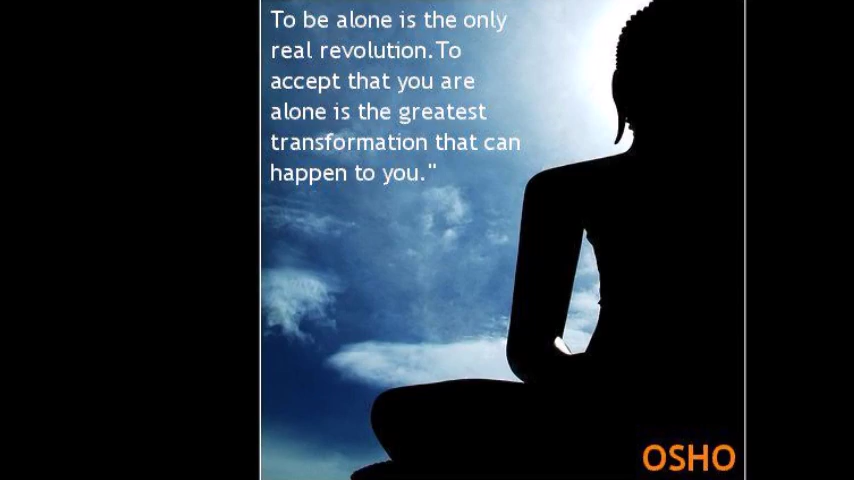 To be alone is the only
real revolution.To
accept that you are
alone is the greatest
transformation that can
happen to you."
OSHO